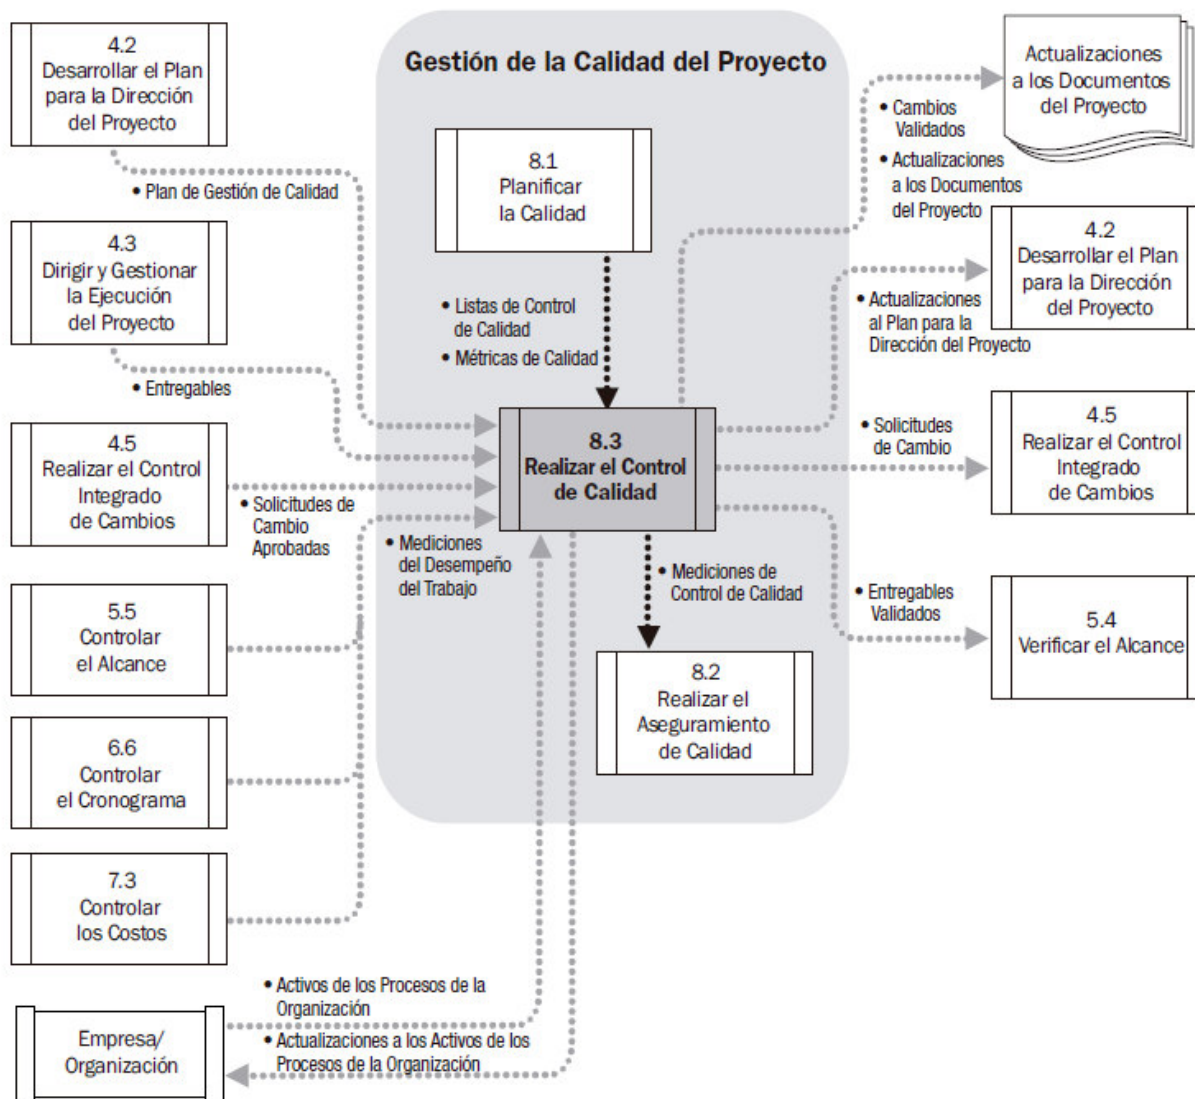 Gestión de la Calidad del Proyecto
4.2
Desarrollar el Plan
para la Dirección
del Proyecto
• Plan de Gestión de Calidad
4.3
Dirigir y Gestionar
la Ejecución
del Proyecto
• Entregables
4.5
Realizar el Control
Integrado
de Cambios
• Solicitudes de
Cambio
Aprobadas
5.5
Controlar
el Alcance
6.6
Controlar
el Cronograma
7.3
Controlar
los Costos
• Mediciones
del Desempeño
del Trabajo
Empresa/
Organización
• Activos de los Procesos de la
Organización
• Actualizaciones a los Activos de los
Procesos de la Organización
8.1
Planificar
la Calidad
• Listas de Control
de Calidad
• Métricas de Calidad
8.3
Realizar el Control
de Calidad
• Mediciones de
Control de Calidad
8.2
Realizar el
Aseguramiento
de Calidad
• Cambios
Validados
• Actualizaciones
a los Documentos
del Proyecto
Actualizaciones
a los Documentos
del Proyecto
• Actualizaciones
al Plan para la
Dirección del Proyecto
4.2
Desarrollar el Plan
para la Dirección
del Proyecto
• Solicitudes
de Cambio
4.5
Realizar el Control
Integrado
de Cambios
• Entregables
Validados
5.4
Verificar el Alcance